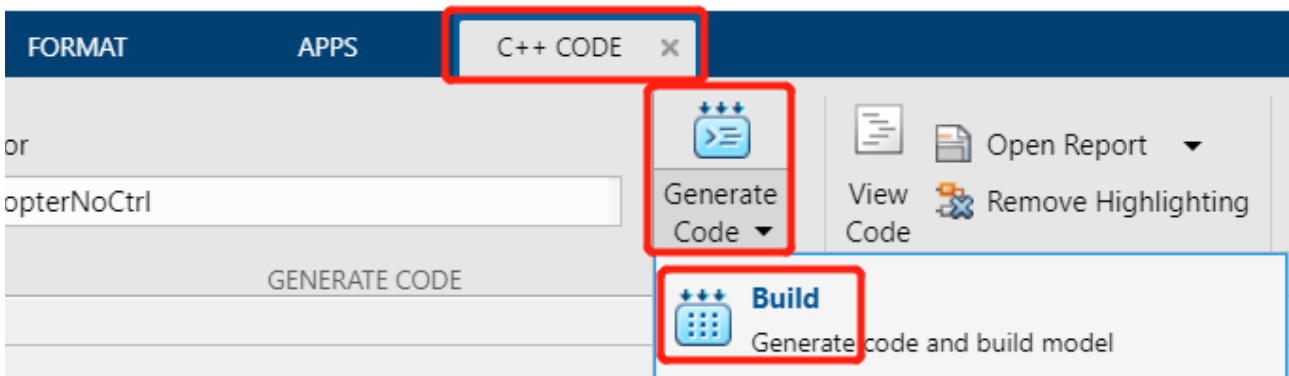 FORMAT APPS C++ CODE
or
opterNoCtrl
Generate
Code
View
Code
Open Report
Remove Highlighting
GENERATE CODE
Build
Generate code and build model